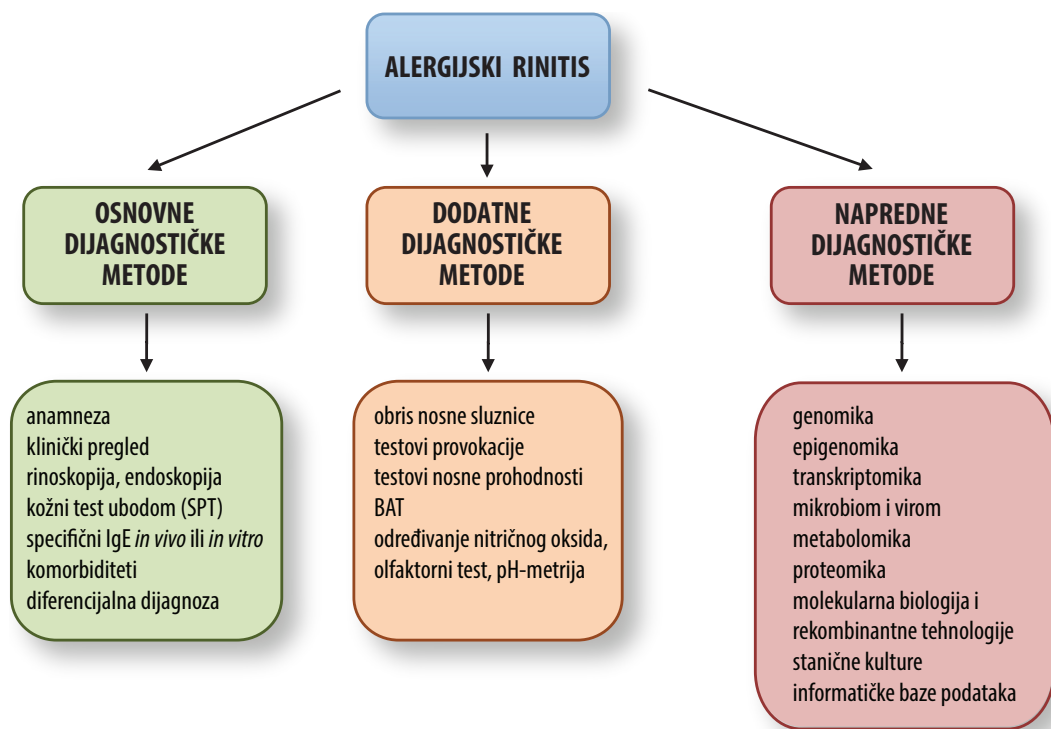 ALERGIJSKI RINITIS
OSNOVNE
DIJAGNOSTIČKE
METODE
DODATNE
DIJAGNOSTIČKE
METODE
NAPREDNE
DIJAGNOSTIČKE
METODE
anamneza
klinički pregled
rinoskopija, endoskopija
kožni test ubodom (SPT)
specifični IgE in vivo ili in vitro
komorbiditeti
diferencijalna dijagnoza
obris nosne sluznice
testovi provokacije
testovi nosne prohodnosti
BAT
određivanje nitričnog oksida,
olfaktorni test, pH-metrija
genomika
epigenomika
transkriptomika
mikrobiom i virom
metabolomika
proteomika
molekularna biologija i
rekombinantne tehnologije
stanične kulture
informatičke baze podataka